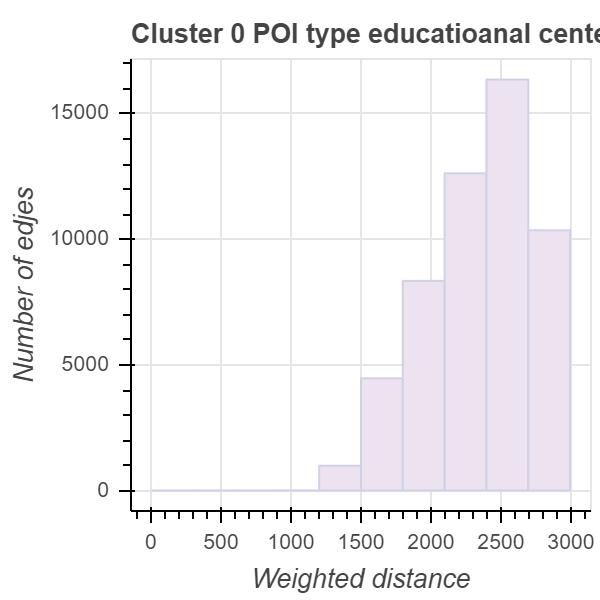 Cluster 0 POI type educatioanal cente
15000
10000
5000
0
Number of edjes
0 500 1000 1500 2000 2500 3000
Weighted distance